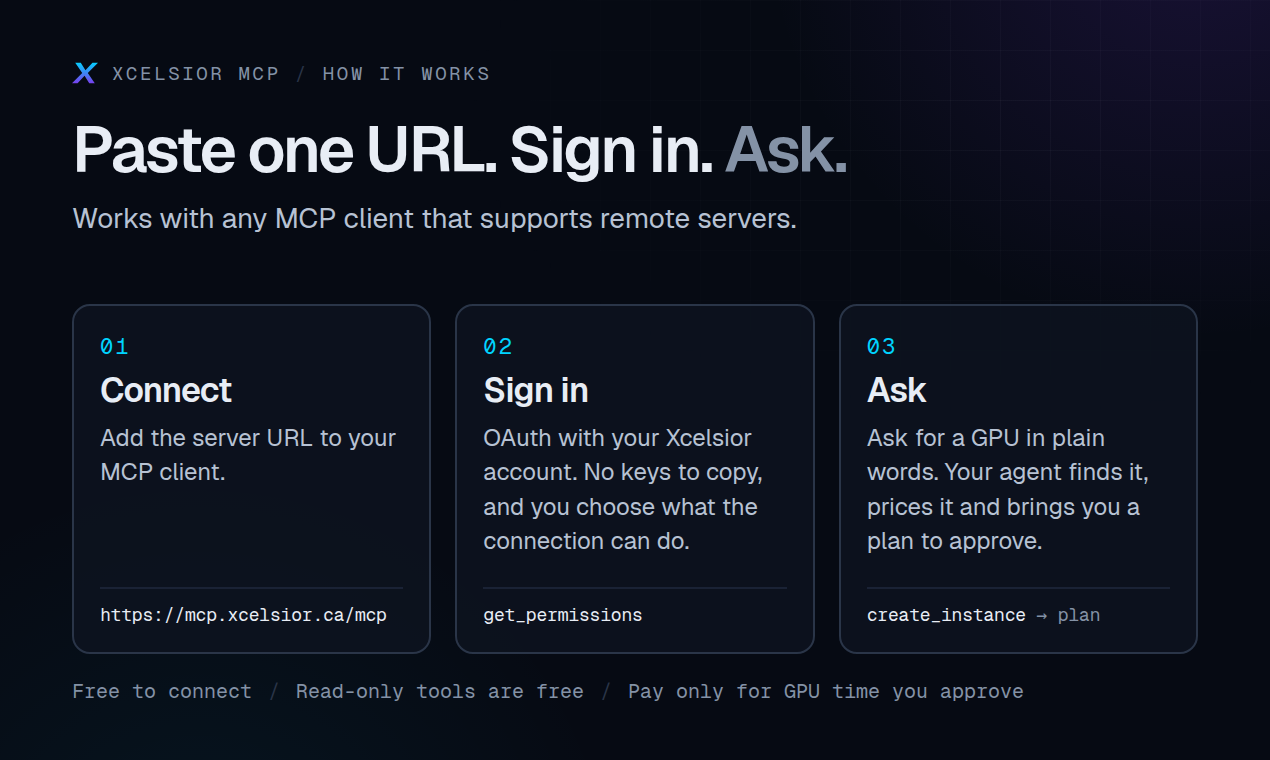 XCELSIOR MCP / HOW IT WORKS
Paste one URL. Sign in. Ask.
Works with any MCP client that supports remote servers.
01
Connect
Add the server URL to your
MCP client.
https://mcp.xcelsior.ca/mcp
02
Sign in
OAuth with your Xcelsior
account. No keys to copy,
and you choose what the
connection can do.
get_permissions
03
Ask
Ask for a GPU in plain
words. Your agent finds it,
prices it and brings you a
plan to approve.
create_instance → plan
Free to connect / Read-only tools are free / Pay only for GPU time you approve